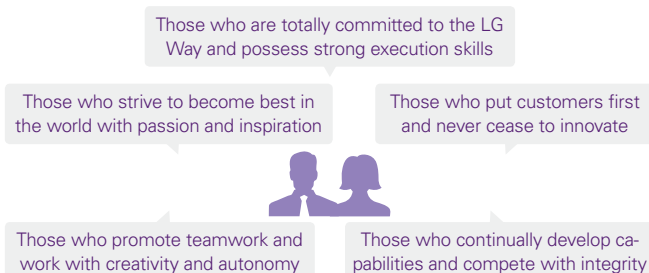 Those who are totally committed to the LG
Way and possess strong execution skills
Those who strive to become best in
the world with passion and inspiration
Those who put customers first
and never cease to innovate
Those who promote teamwork and
work with creativity and autonomy
Those who continually develop ca-
pabilities and compete with integrity